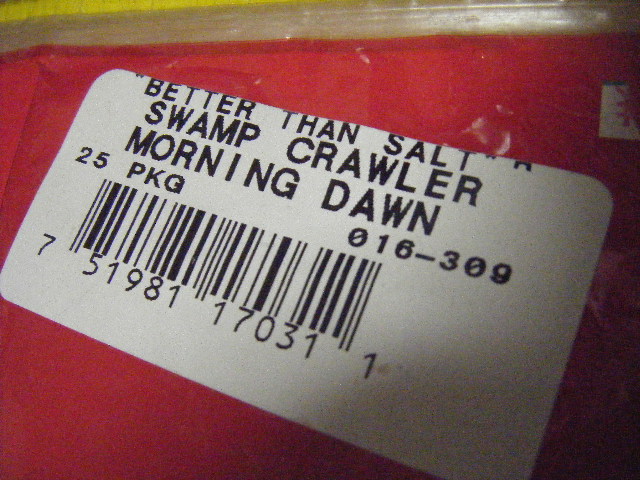 "BETTER THAN SALT" A
SWAMP CRAWLER
MORNING DAWN
25 PKG
016-309
7 51981 17031 1